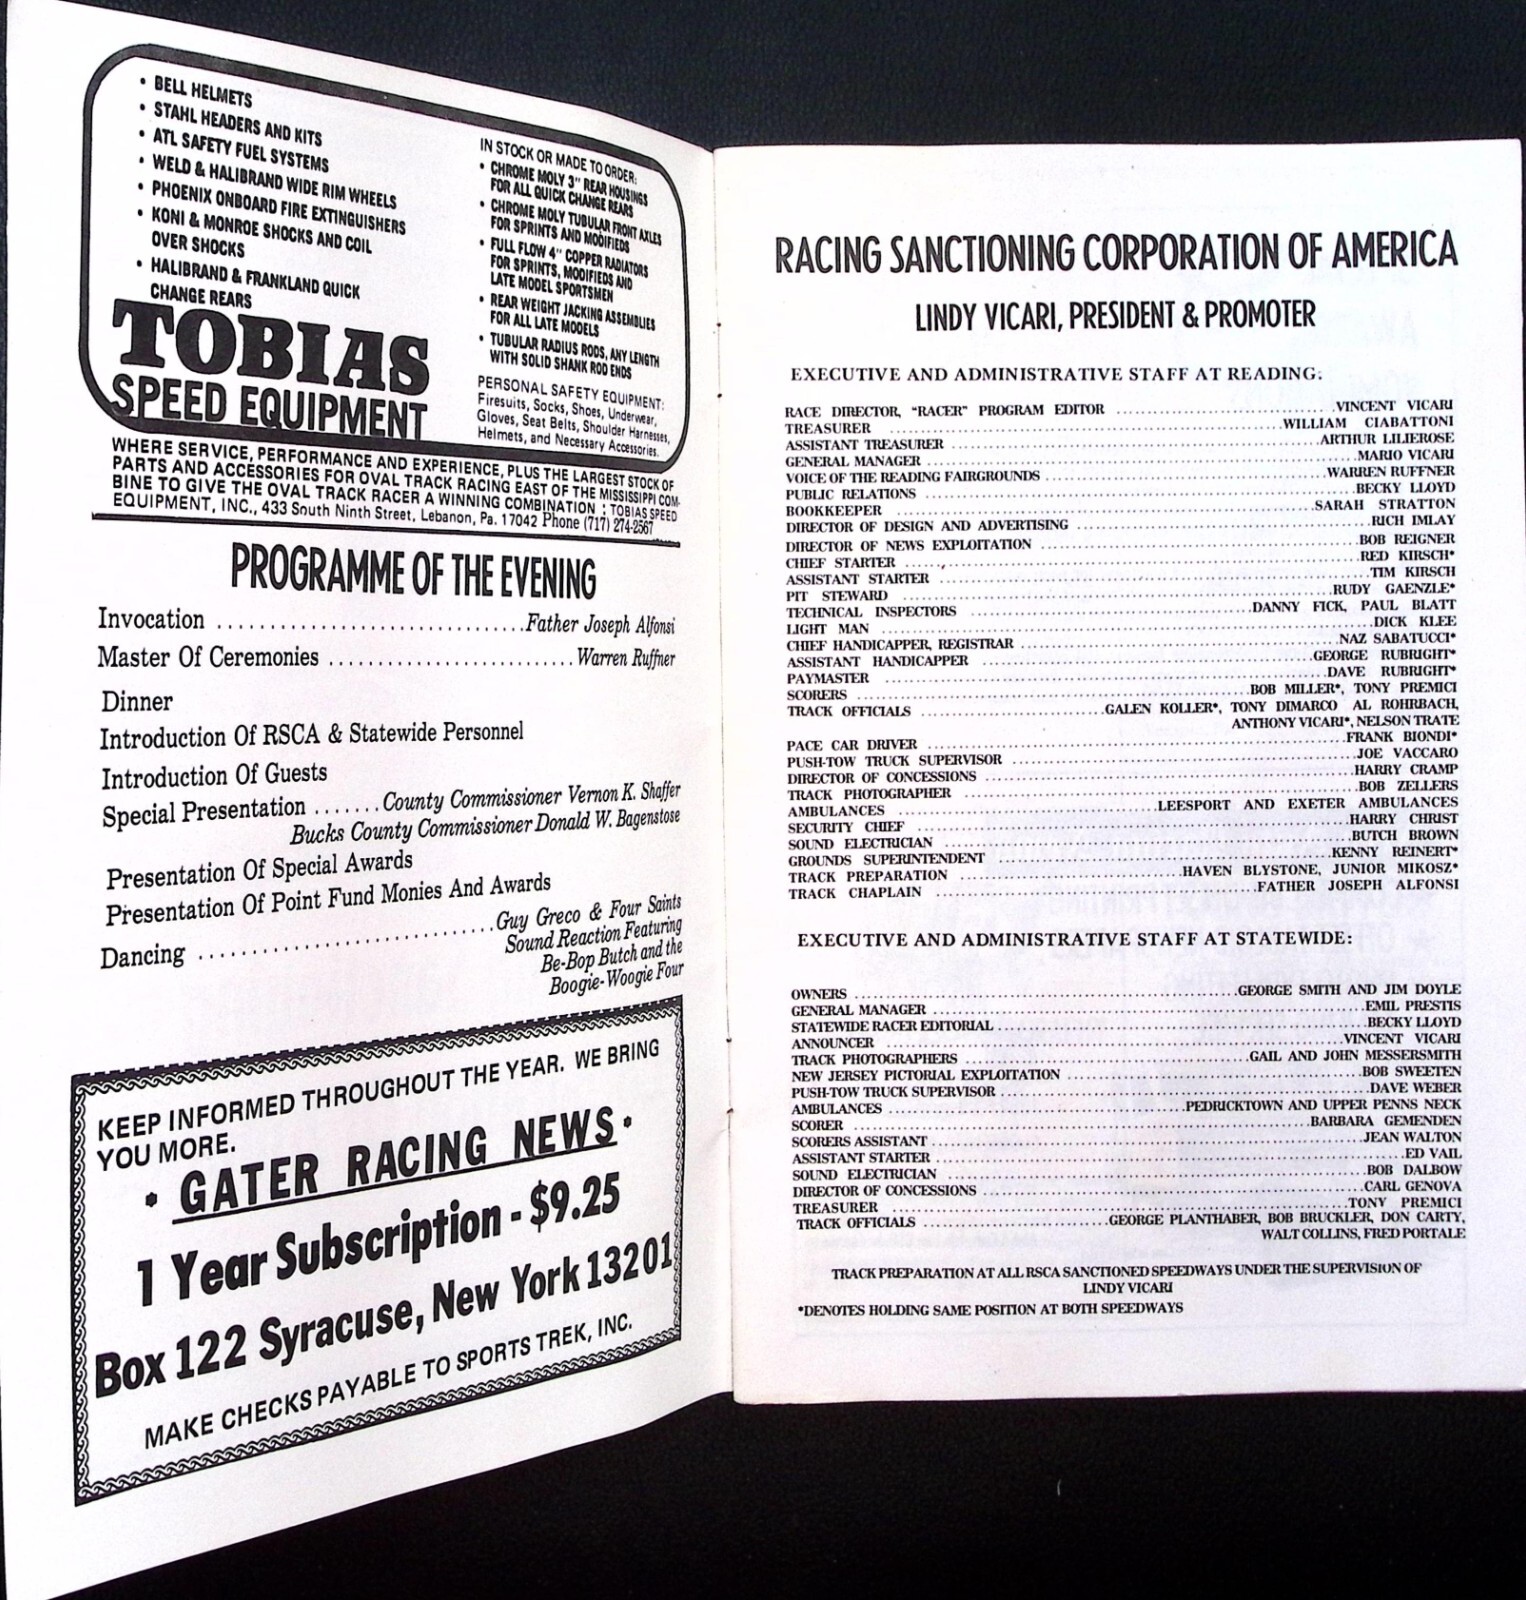 • BELL HELMETS
• STAHL HEADERS AND KITS
• ATL SAFETY FUEL SYSTEMS
• WELD & HALIBRAND WIDE RIM WHEELS
• PHOENIX ONBOARD FIRE EXTINGUISHERS
• KONI & MONROE SHOCKS AND COIL
OVER SHOCKS
• HALIBRAND & FRANKLAND QUICK
CHANGE REARS
TOBIAS
SPEED EQUIPMENT
IN STOCK OR MADE TO ORDER:
• CHROME MOLY 3" REAR HOUSINGS
FOR ALL QUICK CHANGE REARS
• CHROME MOLY TUBULAR FRONT AXLES
FOR SPRINTS AND MODIFIEDS
• FULL FLOW 4" COPPER RADIATORS
FOR SPRINTS, MODIFIEDS AND
LATE MODEL SPORTSMEN
• REAR WEIGHT JACKING ASSEMBLIES
FOR ALL LATE MODELS
• TUBULAR RADIUS RODS, ANY LENGTH
WITH SOLID SHANK ROD ENDS
PERSONAL SAFETY EQUIPMENT:
Firesuits, Socks, Shoes, Underwear,
Gloves, Seat Belts, Shoulder Harnesses,
Helmets, and Necessary Accessories.
WHERE SERVICE, PERFORMANCE AND EXPERIENCE, PLUS THE LARGEST STOCK OF
PARTS AND ACCESSORIES FOR OVAL TRACK RACING EAST OF THE MISSISSIPPI COM-
BINE TO GIVE THE OVAL TRACK RACER A WINNING COMBINATION ; TOBIAS SPEED
EQUIPMENT, INC., 433 South Ninth Street, Lebanon, Pa. 17042 Phone (717) 274-2567
PROGRAMME OF THE EVENING
Invocation ................................ Father Joseph Alfonsi
Master Of Ceremonies ......................... Warren Ruffner
Dinner
Introduction Of RSCA & Statewide Personnel
Introduction Of Guests
Special Presentation ....... County Commissioner Vernon K. Shaffer
Bucks County Commissioner Donald W. Bagenstose
Presentation Of Special Awards
Presentation Of Point Fund Monies And Awards
Dancing .............................. Guy Greco & Four Saints
Sound Reaction Featuring
Be-Bop Butch and the
Boogie-Woogie Four
KEEP INFORMED THROUGHOUT THE YEAR. WE BRING
YOU MORE.
• GATER RACING NEWS •
1 Year Subscription - $9.25
Box 122 Syracuse, New York 13201
MAKE CHECKS PAYABLE TO SPORTS TREK, INC.
RACING SANCTIONING CORPORATION OF AMERICA
LINDY VICARI, PRESIDENT & PROMOTER
EXECUTIVE AND ADMINISTRATIVE STAFF AT READING:
RACE DIRECTOR, "RACER" PROGRAM EDITOR ........ VINCENT VICARI
TREASURER ........ WILLIAM CIABATTONI
ASSISTANT TREASURER ........ ARTHUR LILIEROSE
GENERAL MANAGER ........ MARIO VICARI
VOICE OF THE READING FAIRGROUNDS ........ WARREN RUFFNER
PUBLIC RELATIONS ........ BECKY LLOYD
BOOKKEEPER ........ SARAH STRATTON
DIRECTOR OF DESIGN AND ADVERTISING ........ RICH IMLAY
DIRECTOR OF NEWS EXPLOITATION ........ BOB REIGNER
CHIEF STARTER ........ RED KIRSCH*
ASSISTANT STARTER ........ TIM KIRSCH
PIT STEWARD ........ RUDY GAENZLE*
TECHNICAL INSPECTORS ........ DANNY FICK, PAUL BLATT
LIGHT MAN ........ DICK KLEE
CHIEF HANDICAPPER, REGISTRAR ........ NAZ SABATUCCI*
ASSISTANT HANDICAPPER ........ GEORGE RUBRIGHT*
PAYMASTER ........ DAVE RUBRIGHT*
SCORERS ........ BOB MILLER*, TONY PREMICI
TRACK OFFICIALS ........ GALEN KOLLER*, TONY DIMARCO AL ROHRBACH,
ANTHONY VICARI*, NELSON TRATE
PACE CAR DRIVER ........ FRANK BIONDI*
PUSH-TOW TRUCK SUPERVISOR ........ JOE VACCARO
DIRECTOR OF CONCESSIONS ........ HARRY CRAMP
TRACK PHOTOGRAPHER ........ BOB ZELLERS
AMBULANCES ........ LEESPORT AND EXETER AMBULANCES
SECURITY CHIEF ........ HARRY CHRIST
SOUND ELECTRICIAN ........ BUTCH BROWN
GROUNDS SUPERINTENDENT ........ KENNY REINERT*
TRACK PREPARATION ........ HAVEN BLYSTONE, JUNIOR MIKOSZ*
TRACK CHAPLAIN ........ FATHER JOSEPH ALFONSI
EXECUTIVE AND ADMINISTRATIVE STAFF AT STATEWIDE:
OWNERS ........ GEORGE SMITH AND JIM DOYLE
GENERAL MANAGER ........ EMIL PRESTIS
STATEWIDE RACER EDITORIAL ........ BECKY LLOYD
ANNOUNCER ........ VINCENT VICARI
TRACK PHOTOGRAPHERS ........ GAIL AND JOHN MESSERSMITH
NEW JERSEY PICTORIAL EXPLOITATION ........ BOB SWEETEN
PUSH-TOW TRUCK SUPERVISOR ........ DAVE WEBER
AMBULANCES ........ PEDRICKTOWN AND UPPER PENNS NECK
SCORER ........ BARBARA GEMENDEN
SCORERS ASSISTANT ........ JEAN WALTON
ASSISTANT STARTER ........ ED VAIL
SOUND ELECTRICIAN ........ BOB DALBOW
DIRECTOR OF CONCESSIONS ........ CARL GENOVA
TREASURER ........ TONY PREMICI
TRACK OFFICIALS ........ GEORGE PLANTHABER, BOB BRUCKLER, DON CARTY,
WALT COLLINS, FRED PORTALE
TRACK PREPARATION AT ALL RSCA SANCTIONED SPEEDWAYS UNDER THE SUPERVISION OF
LINDY VICARI
*DENOTES HOLDING SAME POSITION AT BOTH SPEEDWAYS